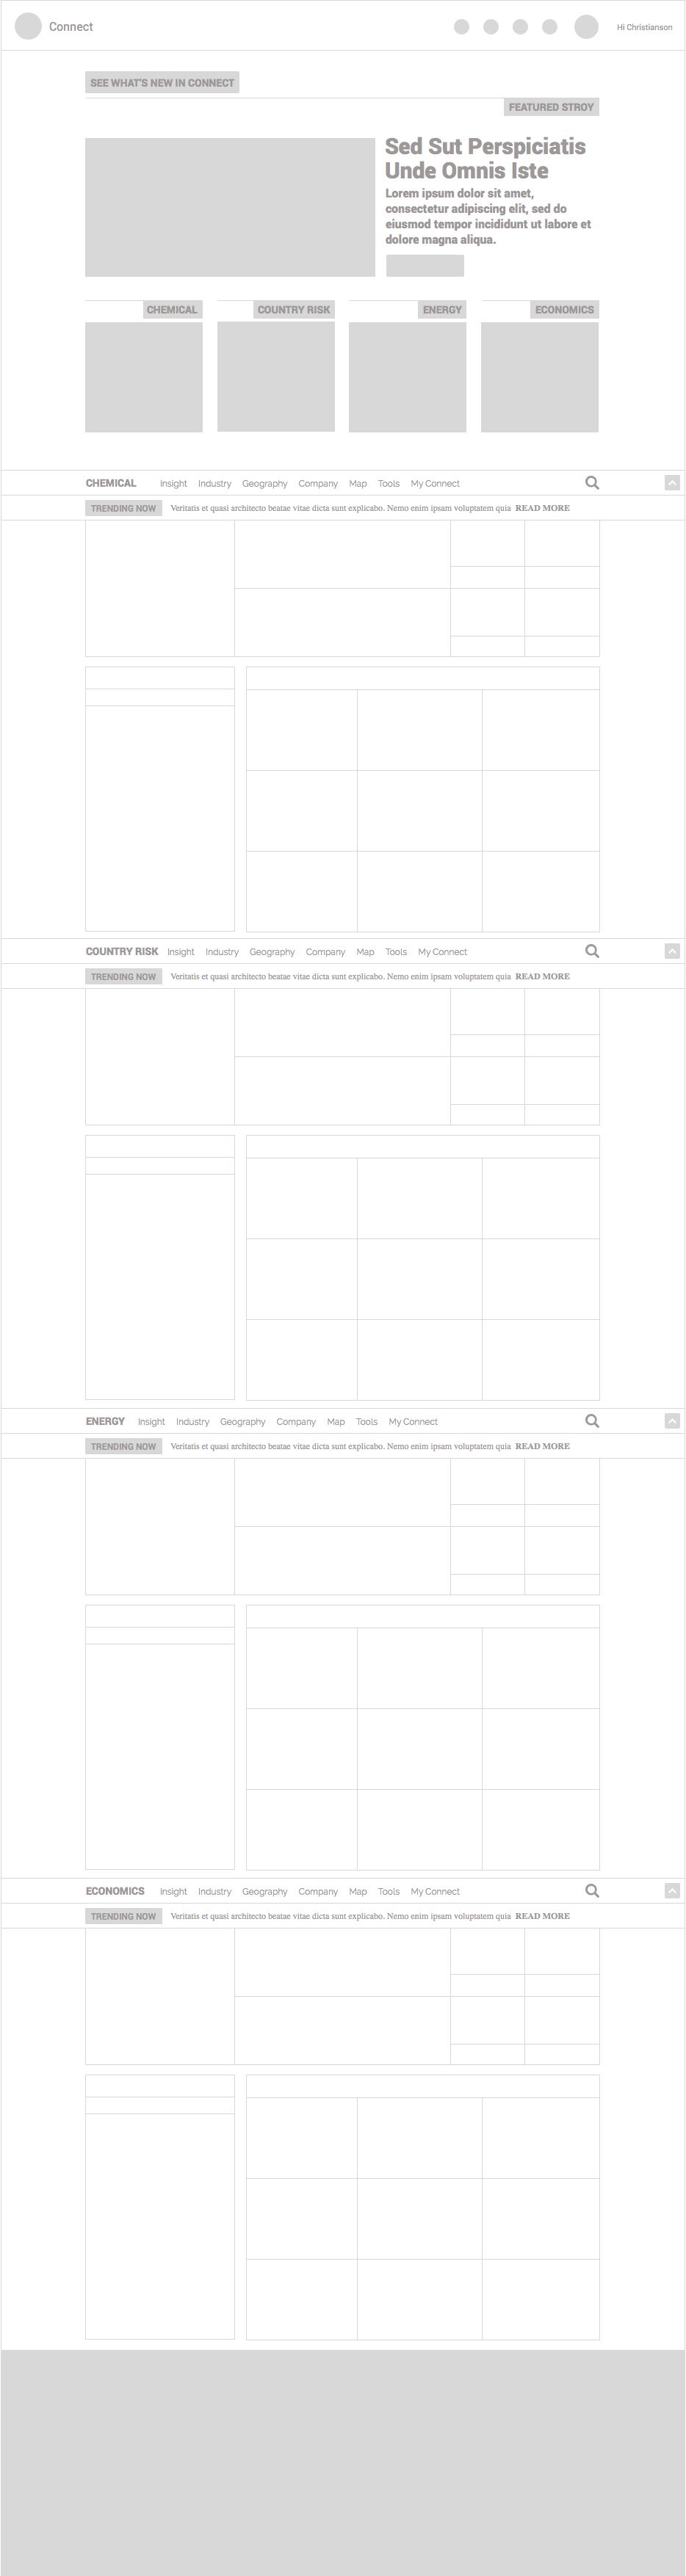 Connect
Hi Christianson
SEE WHAT'S NEW IN CONNECT
FEATURED STROY
Sed Sut Perspiciatis
Unde Omnis Iste
Lorem ipsum dolor sit amet,
consectetur adipiscing elit, sed do
eiusmod tempor incididunt ut labore et
dolore magna aliqua.
CHEMICAL
COUNTRY RISK
ENERGY
ECONOMICS
CHEMICAL Insight Industry Geography Company Map Tools My Connect
TRENDING NOW Veritatis et quasi architecto beatae vitae dicta sunt explicabo. Nemo enim ipsam voluptatem quia READ MORE
COUNTRY RISK Insight Industry Geography Company Map Tools My Connect
TRENDING NOW Veritatis et quasi architecto beatae vitae dicta sunt explicabo. Nemo enim ipsam voluptatem quia READ MORE
ENERGY Insight Industry Geography Company Map Tools My Connect
TRENDING NOW Veritatis et quasi architecto beatae vitae dicta sunt explicabo. Nemo enim ipsam voluptatem quia READ MORE
ECONOMICS Insight Industry Geography Company Map Tools My Connect
TRENDING NOW Veritatis et quasi architecto beatae vitae dicta sunt explicabo. Nemo enim ipsam voluptatem quia READ MORE